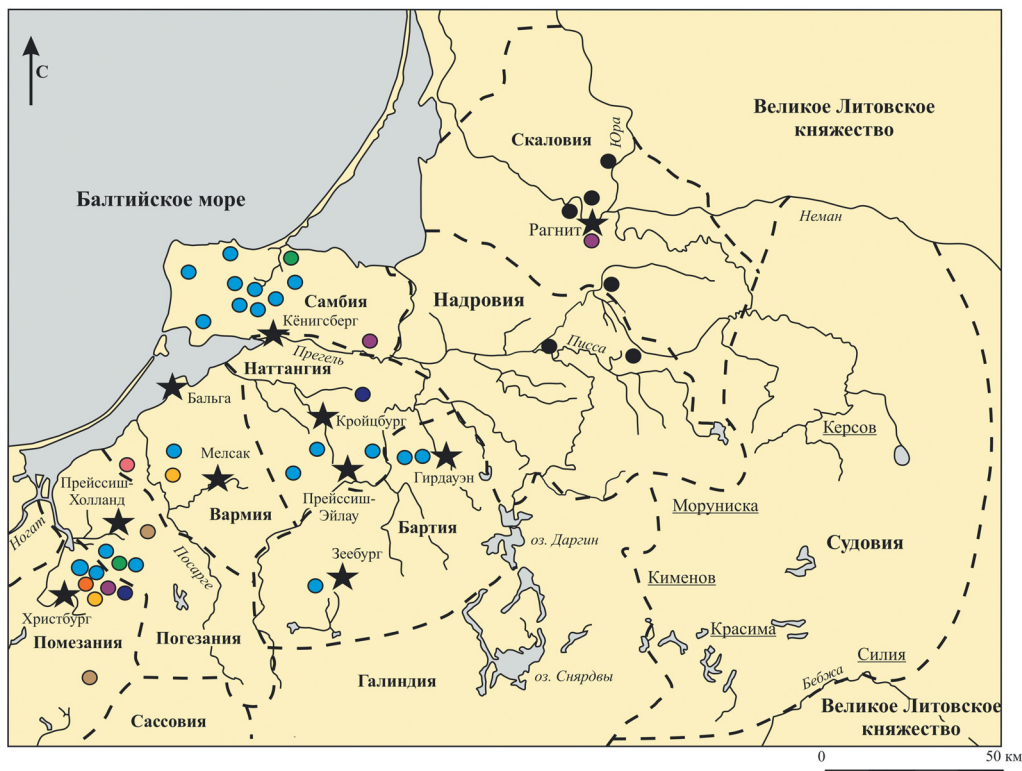 С
Великое Литовское
княжество
Скаловия
Юра
Балтийское море
Неман
Рагнит
Самбия
Надровия
Кёнигсберг
Прегель
Писса
Наттангия
Бальга
Кройцбург
Керсов
Мелсак
Гирдауэн
Прейссиш-
Холланд
Прейссиш-
Эйлау
Моруниска
Вармия
Бартия
Ногат
оз. Даргин
Судовия
Посарге
Зеебург
Кименов
Христбург
Красима
Помезания
Погезания
Силия
Галиндия
оз. Снярдвы
Бебжа
Сассовия
Великое Литовское
княжество
0
50 км